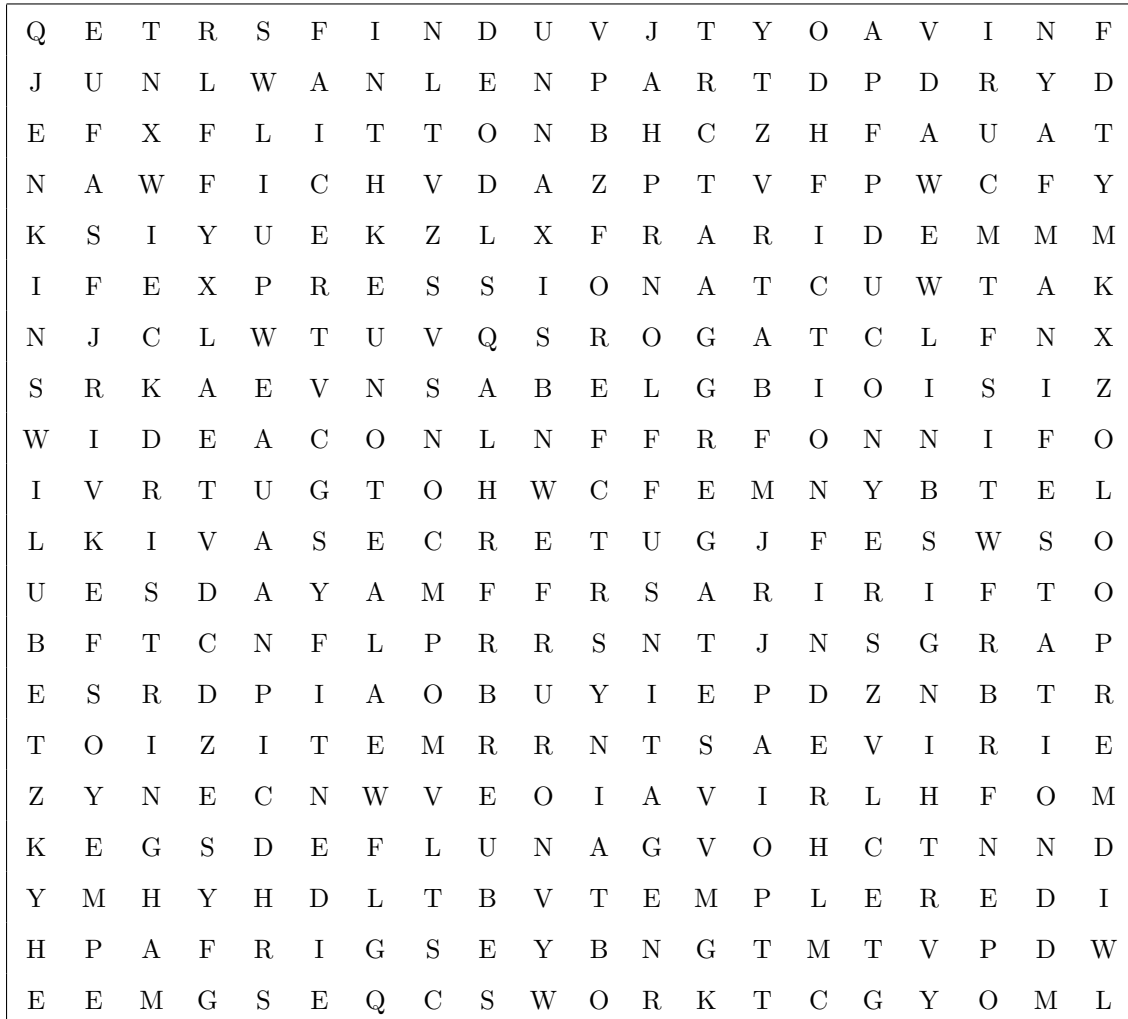 Q E T R S F I N D U V J T Y O A V I N F
J U N L W A N L E N P A R T D P D R Y D
E F X F L I T T O N B H C Z H F A U A T
N A W F I C H V D A Z P T V F P W C F Y
K S I Y U E K Z L X F R A R I D E M M M
I F E X P R E S S I O N A T C U W T A K
N J C L W T U V Q S R O G A T C L F N X
S R K A E V N S A B E L G B I O I S I Z
W I D E A C O N L N F F R F O N N I F O
I V R T U G T O H W C F E M N Y B T E L
L K I V A S E C R E T U G J F E S W S O
U E S D A Y A M F F R S A R I R I F T O
B F T C N F L P R R S N T J N S G R A P
E S R D P I A O B U Y I E P D Z N B T R
T O I Z I T E M R R N T S A E V I R I E
Z Y N E C N W V E O I A V I R L H F O M
K E G S D E F L U N A G V O H C T N N D
Y M H Y H D L T B V T E M P L E R E D I
H P A F R I G S E Y B N G T M T V P D W
E E M G S E Q C S W O R K T C G Y O M L